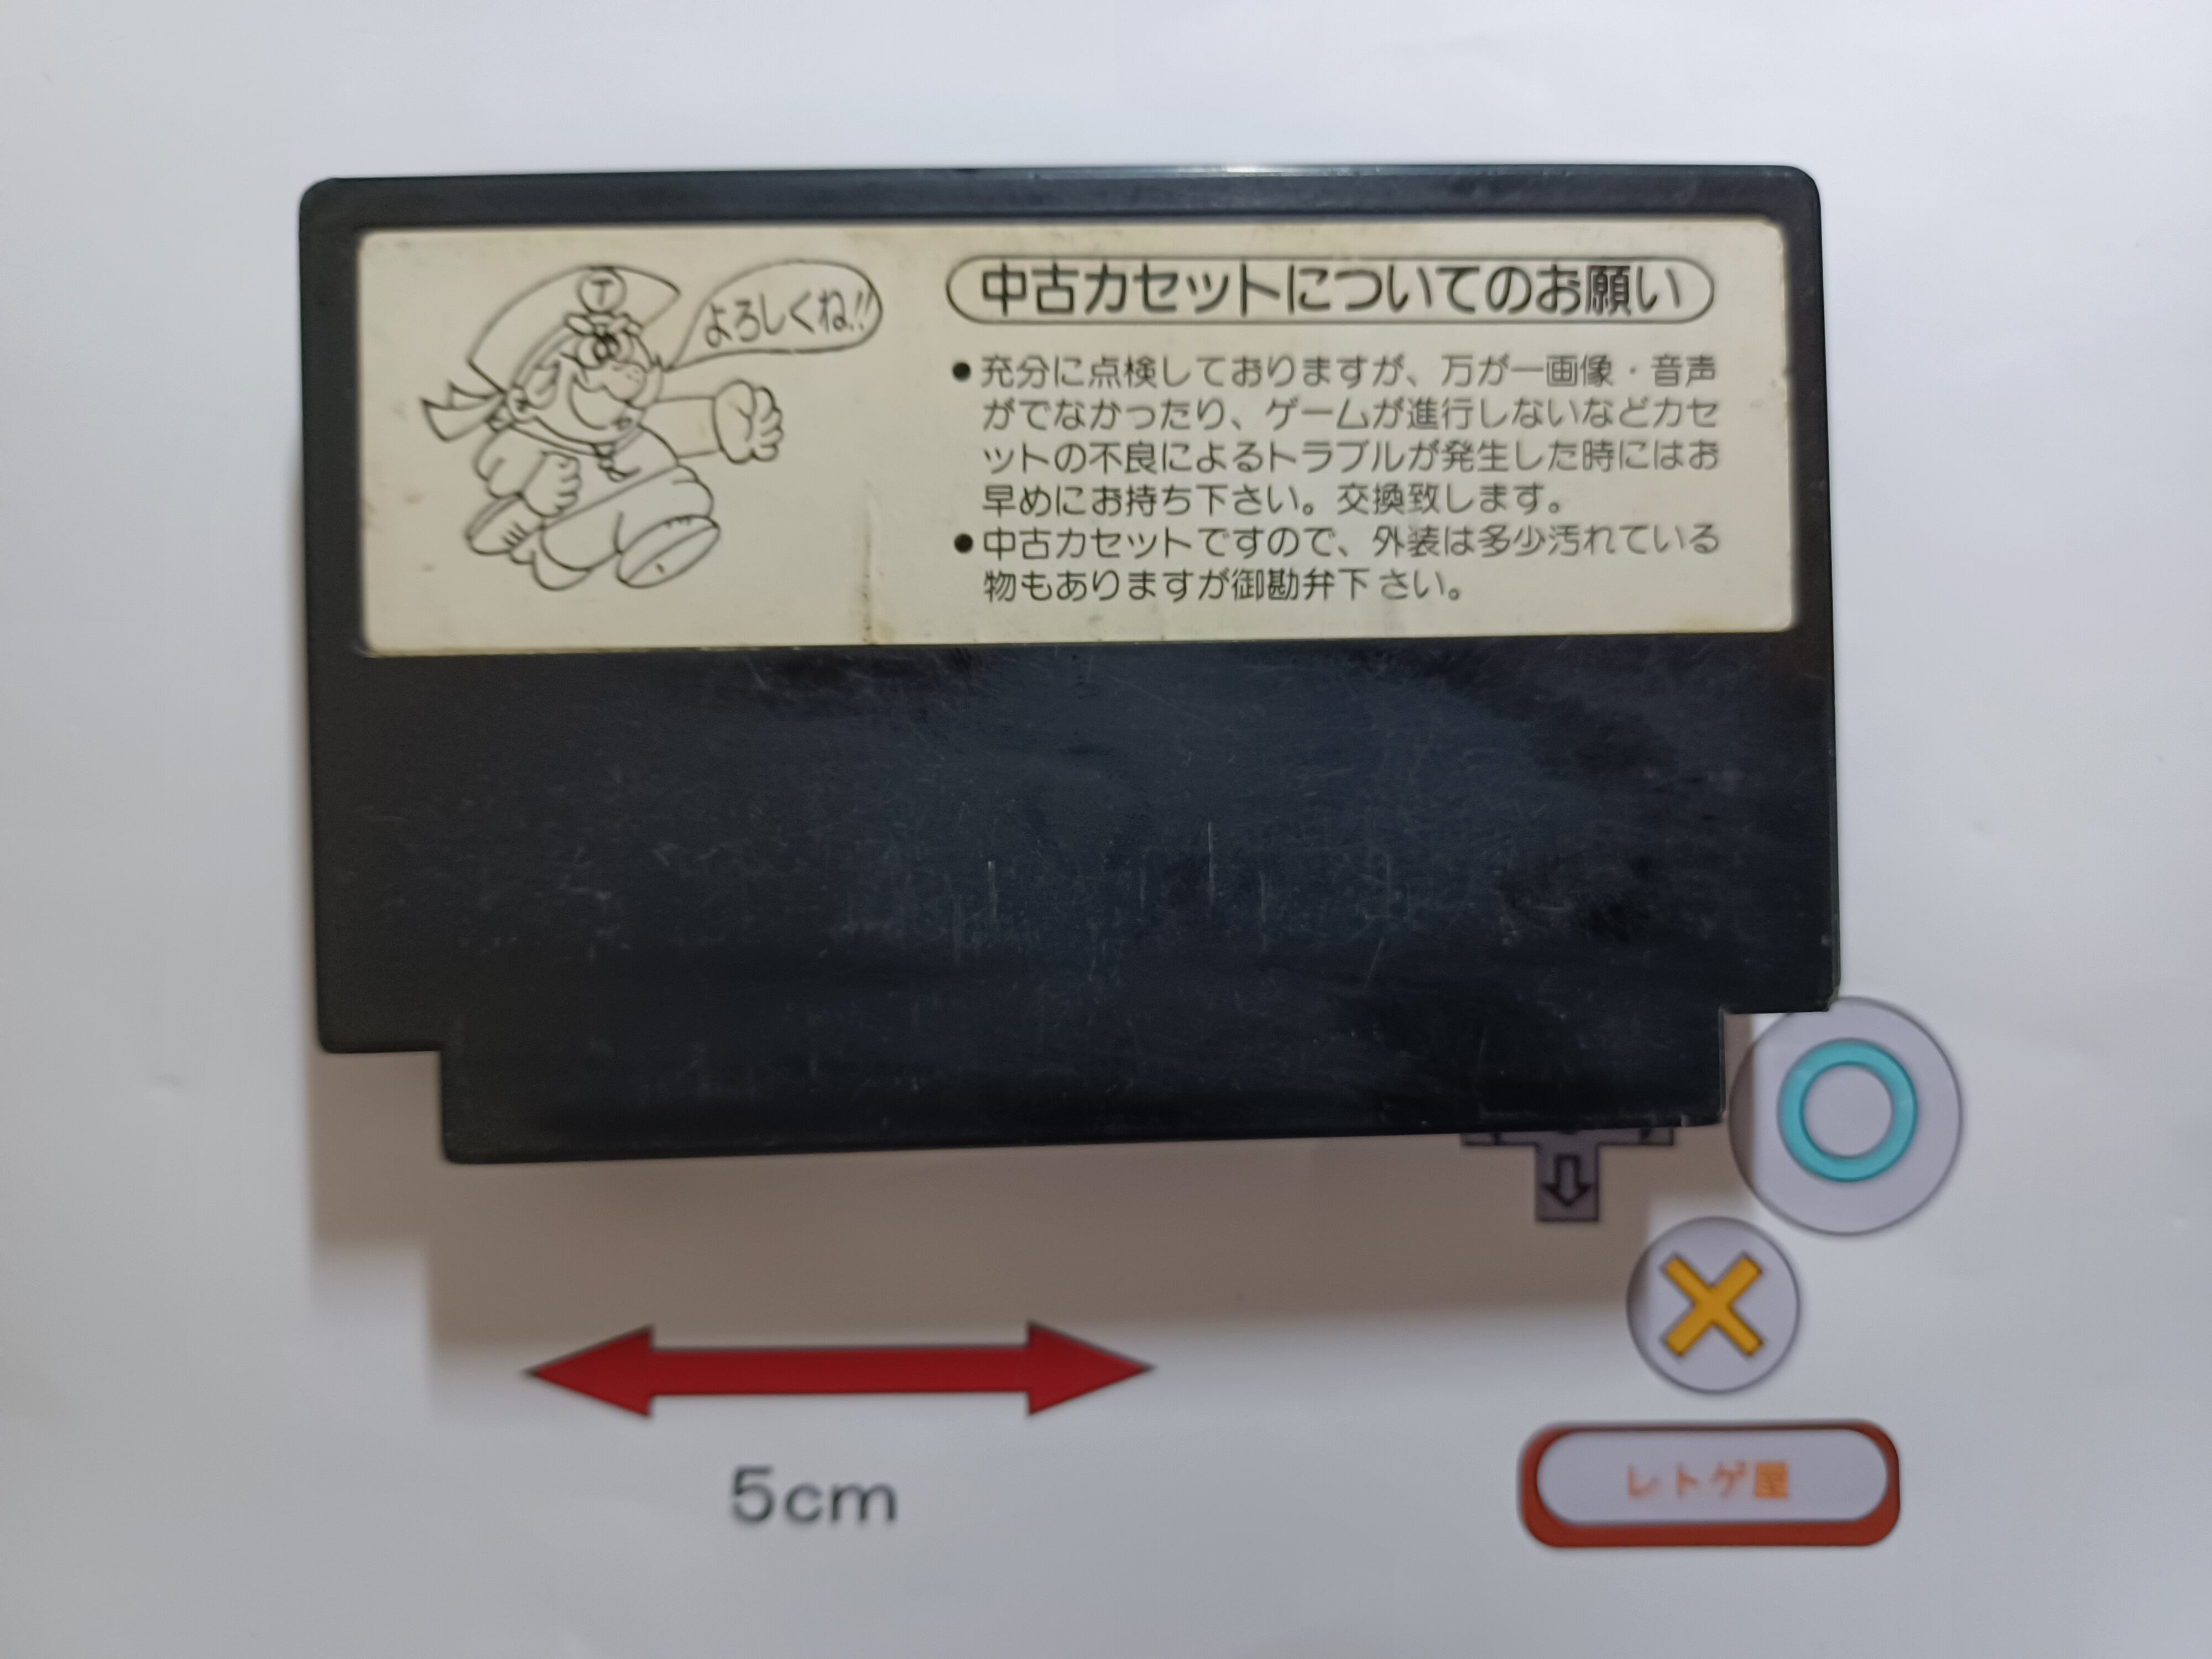 T
よろしくね!!
中古カセットについてのお願い
●充分に点検しておりますが、万が一画像・音声
がでなかったり、ゲームが進行しないなどカセ
ットの不良によるトラブルが発生した時にはお
早めにお持ち下さい。交換致します。
●中古カセットですので、外装は多少汚れている
物もありますが御勘弁下さい。
5cm
レトゲ屋